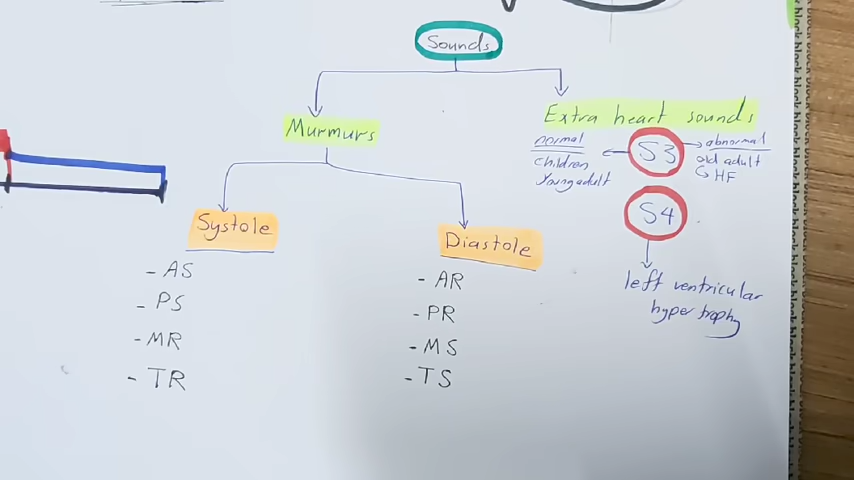 Sounds
Murmurs
Extra heart sounds
normal
children
young adult
S3
abnormal
old adult
HF
S4
left ventricular
hypertrophy
Systole
- AS
- PS
- MR
- TR
Diastole
- AR
- PR
- MS
- TS